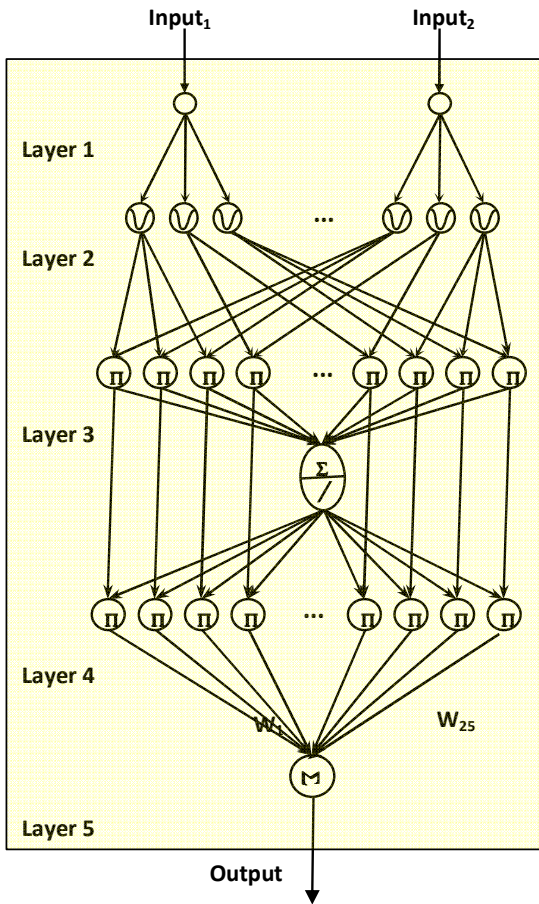 Input₁ Input₂
Layer 1
...
Layer 2
Π Π Π Π ... Π Π Π Π
Layer 3
Σ
/
Π Π Π Π ... Π Π Π Π
Layer 4
W₁ W₂₅
Σ
Layer 5
Output